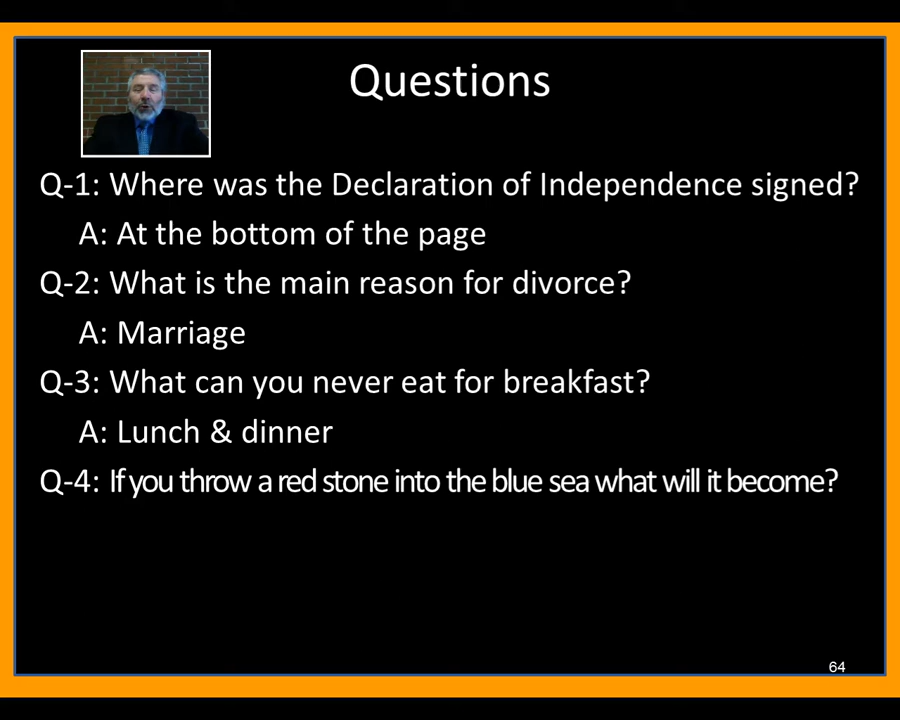 Questions
Q-1: Where was the Declaration of Independence signed?
A: At the bottom of the page
Q-2: What is the main reason for divorce?
A: Marriage
Q-3: What can you never eat for breakfast?
A: Lunch & dinner
Q-4: If you throw a red stone into the blue sea what will it become?
64